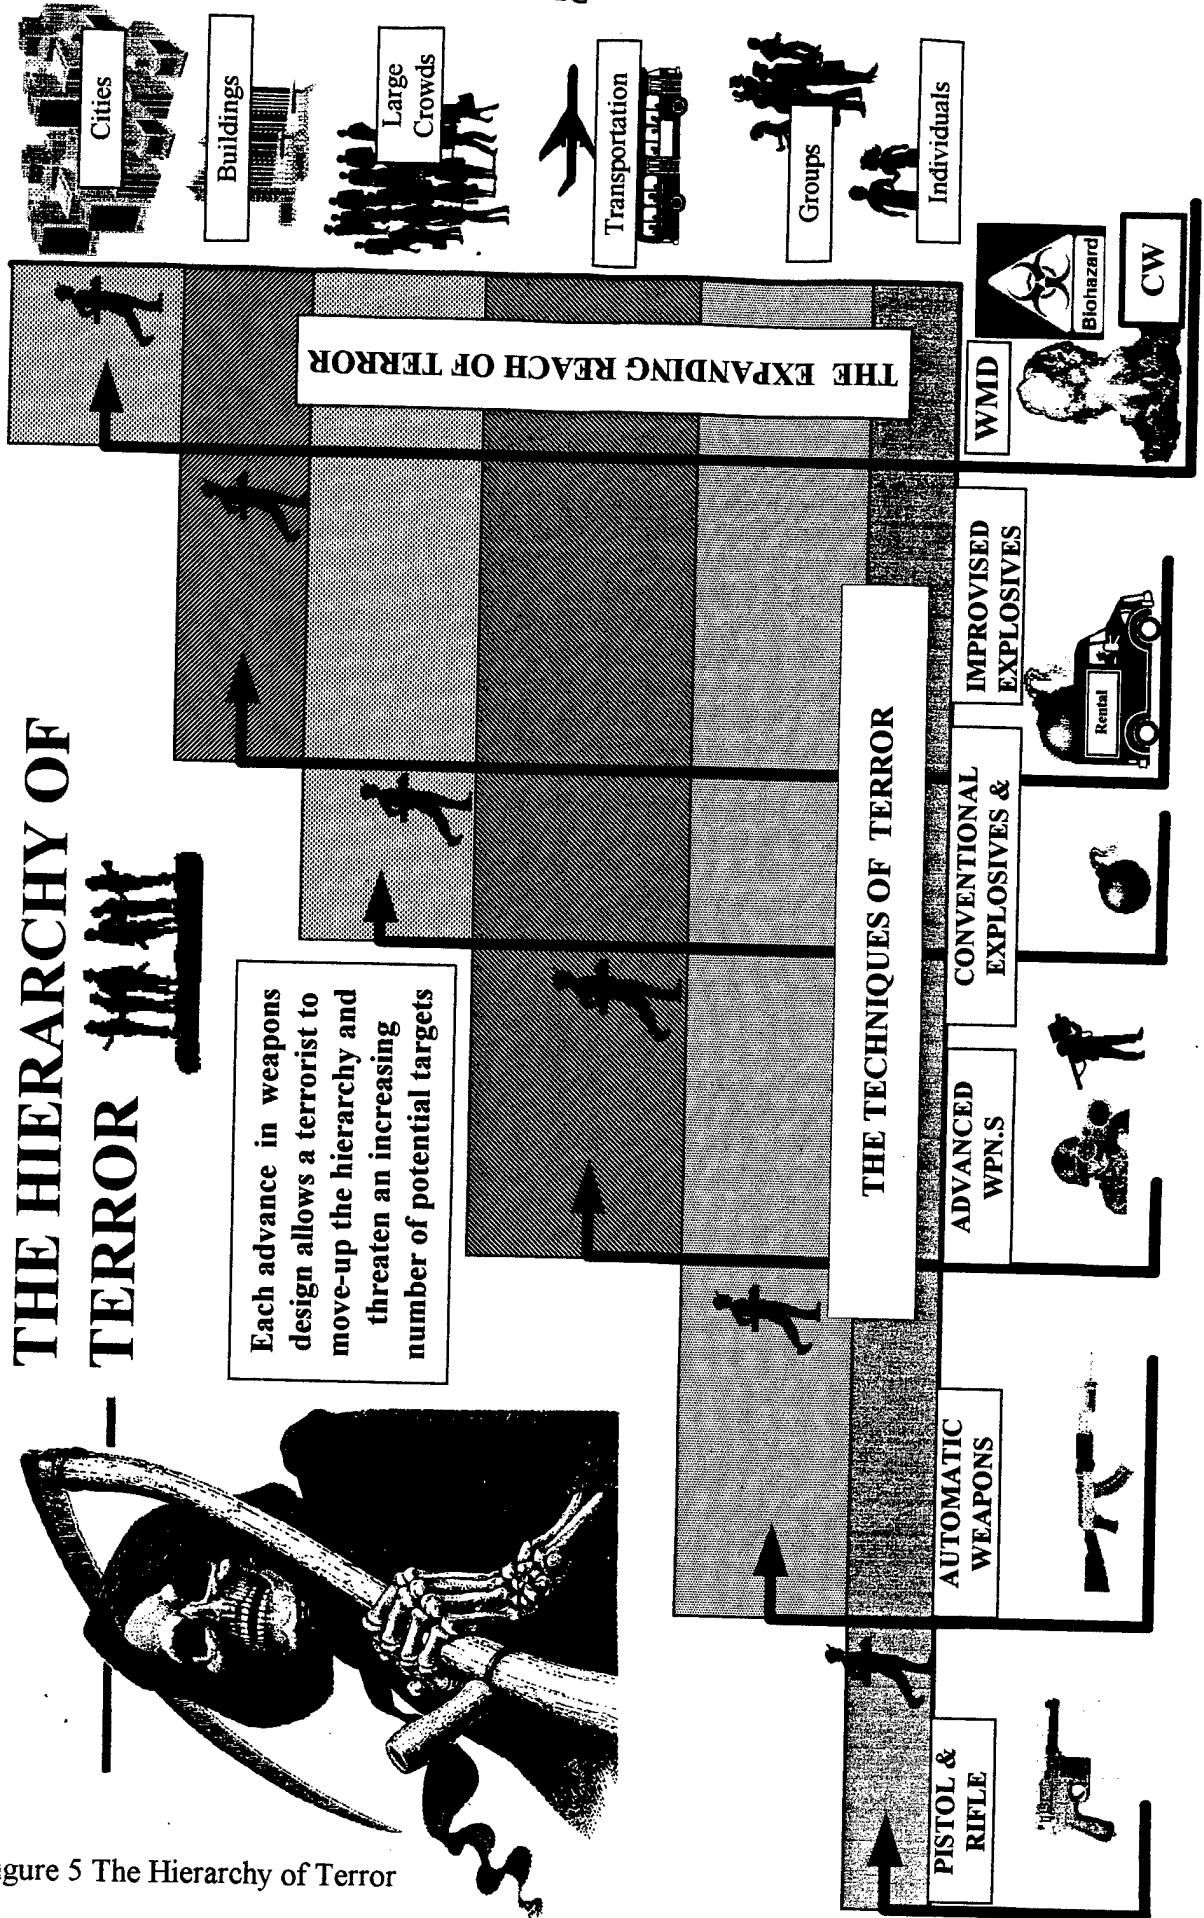 THE HIERARCHY OF
TERROR
Each advance in weapons
design allows a terrorist to
move-up the hierarchy and
threaten an increasing
number of potential targets
Cities
Buildings
Large
Crowds
Transportation
Groups
Individuals
THE EXPANDING REACH OF TERROR
THE TECHNIQUES OF TERROR
PISTOL &
RIFLE
AUTOMATIC
WEAPONS
ADVANCED
WPN.S
CONVENTIONAL
EXPLOSIVES &
IMPROVISED
EXPLOSIVES
Rental
WMD
Biohazard
CW
igure 5 The Hierarchy of Terror